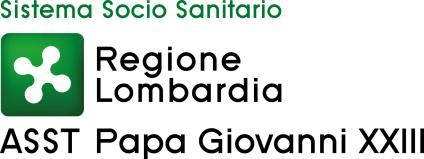 Sistema Socio Sanitario
Regione
Lombardia
ASST Papa Giovanni XXIII